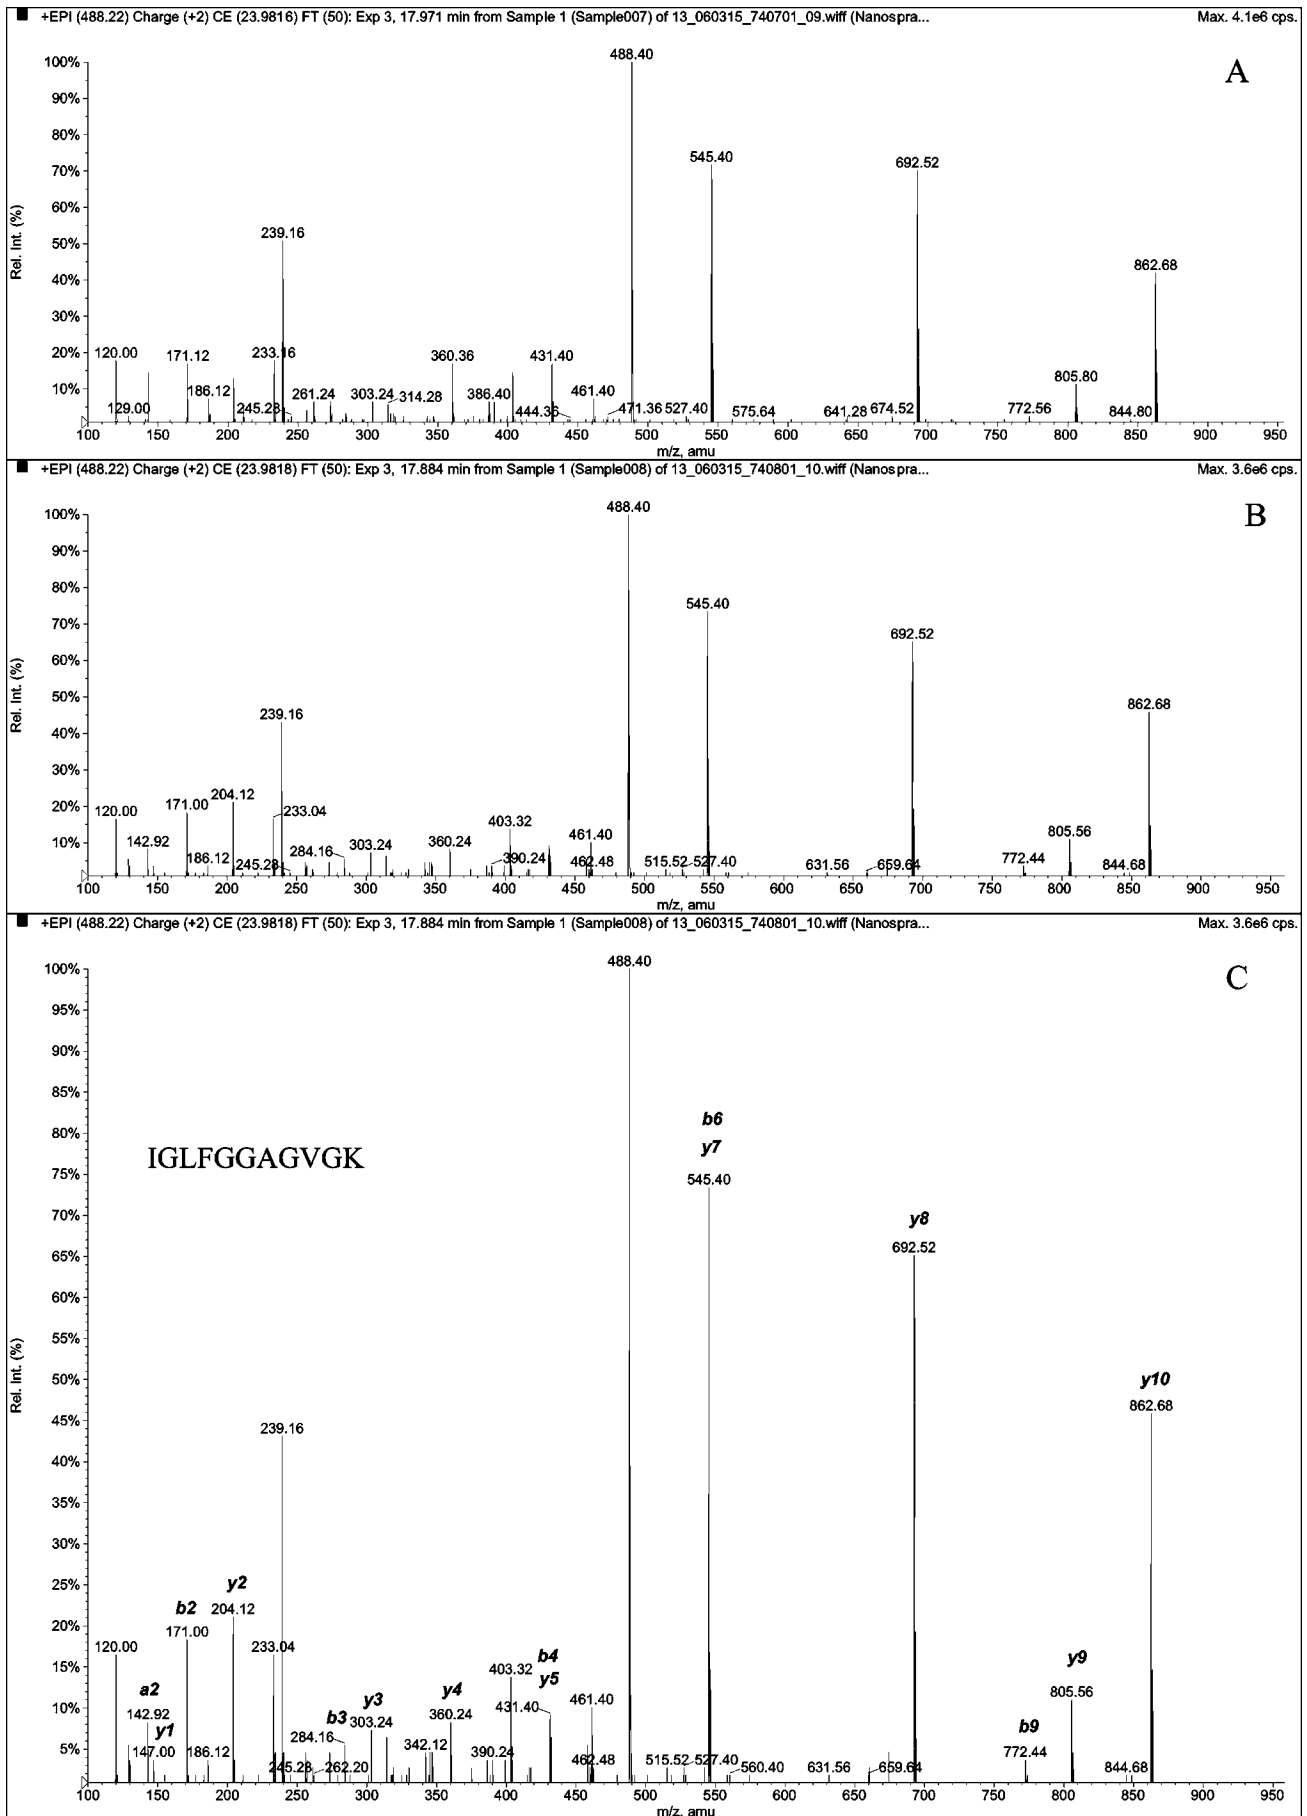 +EPI (488.22) Charge (+2) CE (23.9816) FT (50): Exp 3, 17.971 min from Sample 1 (Sample007) of 13_060315_740701_09.wiff (Nanospra... Max. 4.1e6 cps.
A
488.40
100%
90%
80%
545.40
692.52
70%
60%
239.16
50%
862.68
40%
30%
120.00 171.12 233.16 360.36 431.40
20%
805.80
186.12 261.24 303.24 314.28 386.40 461.40
10%
129.00 245.28 444.36 471.36 527.40 575.64 641.28 674.52 772.56 844.80
100 150 200 250 300 350 400 450 500 550 600 650 700 750 800 850 900 950
m/z, amu
Rel. Int. (%)
+EPI (488.22) Charge (+2) CE (23.9818) FT (50): Exp 3, 17.884 min from Sample 1 (Sample008) of 13_060315_740801_10.wiff (Nanospra... Max. 3.6e6 cps.
B
488.40
100%
90%
80%
545.40
70%
692.52
60%
239.16
862.68
50%
40%
30%
204.12
120.00 171.00 233.04
20%
403.32
142.92 284.16 303.24 360.24 461.40 805.56
10%
186.12 245.28 390.24 462.48 515.52 527.40 631.56 659.64 772.44 844.68
100 150 200 250 300 350 400 450 500 550 600 650 700 750 800 850 900 950
m/z, amu
Rel. Int. (%)
+EPI (488.22) Charge (+2) CE (23.9818) FT (50): Exp 3, 17.884 min from Sample 1 (Sample008) of 13_060315_740801_10.wiff (Nanospra... Max. 3.6e6 cps.
C
488.40
100%
95%
90%
85%
80%
b6
y7
IGLFGGAGVGK
75%
545.40
70%
y8
692.52
65%
60%
55%
50%
y10
862.68
45%
239.16
40%
35%
30%
25%
y2
b2 204.12
171.00
20%
120.00 233.04
15%
b4
y5
y9
403.32
a2 y4 431.40 461.40 805.56
10%
142.92 y3 360.24
y1 b3 303.24 b9
147.00 186.12 284.16 342.12 390.24 462.48 515.52 527.40 772.44
5%
245.28 262.20 560.40 631.56 659.64 844.68
100 150 200 250 300 350 400 450 500 550 600 650 700 750 800 850 900 950
m/z, amu
Rel. Int. (%)